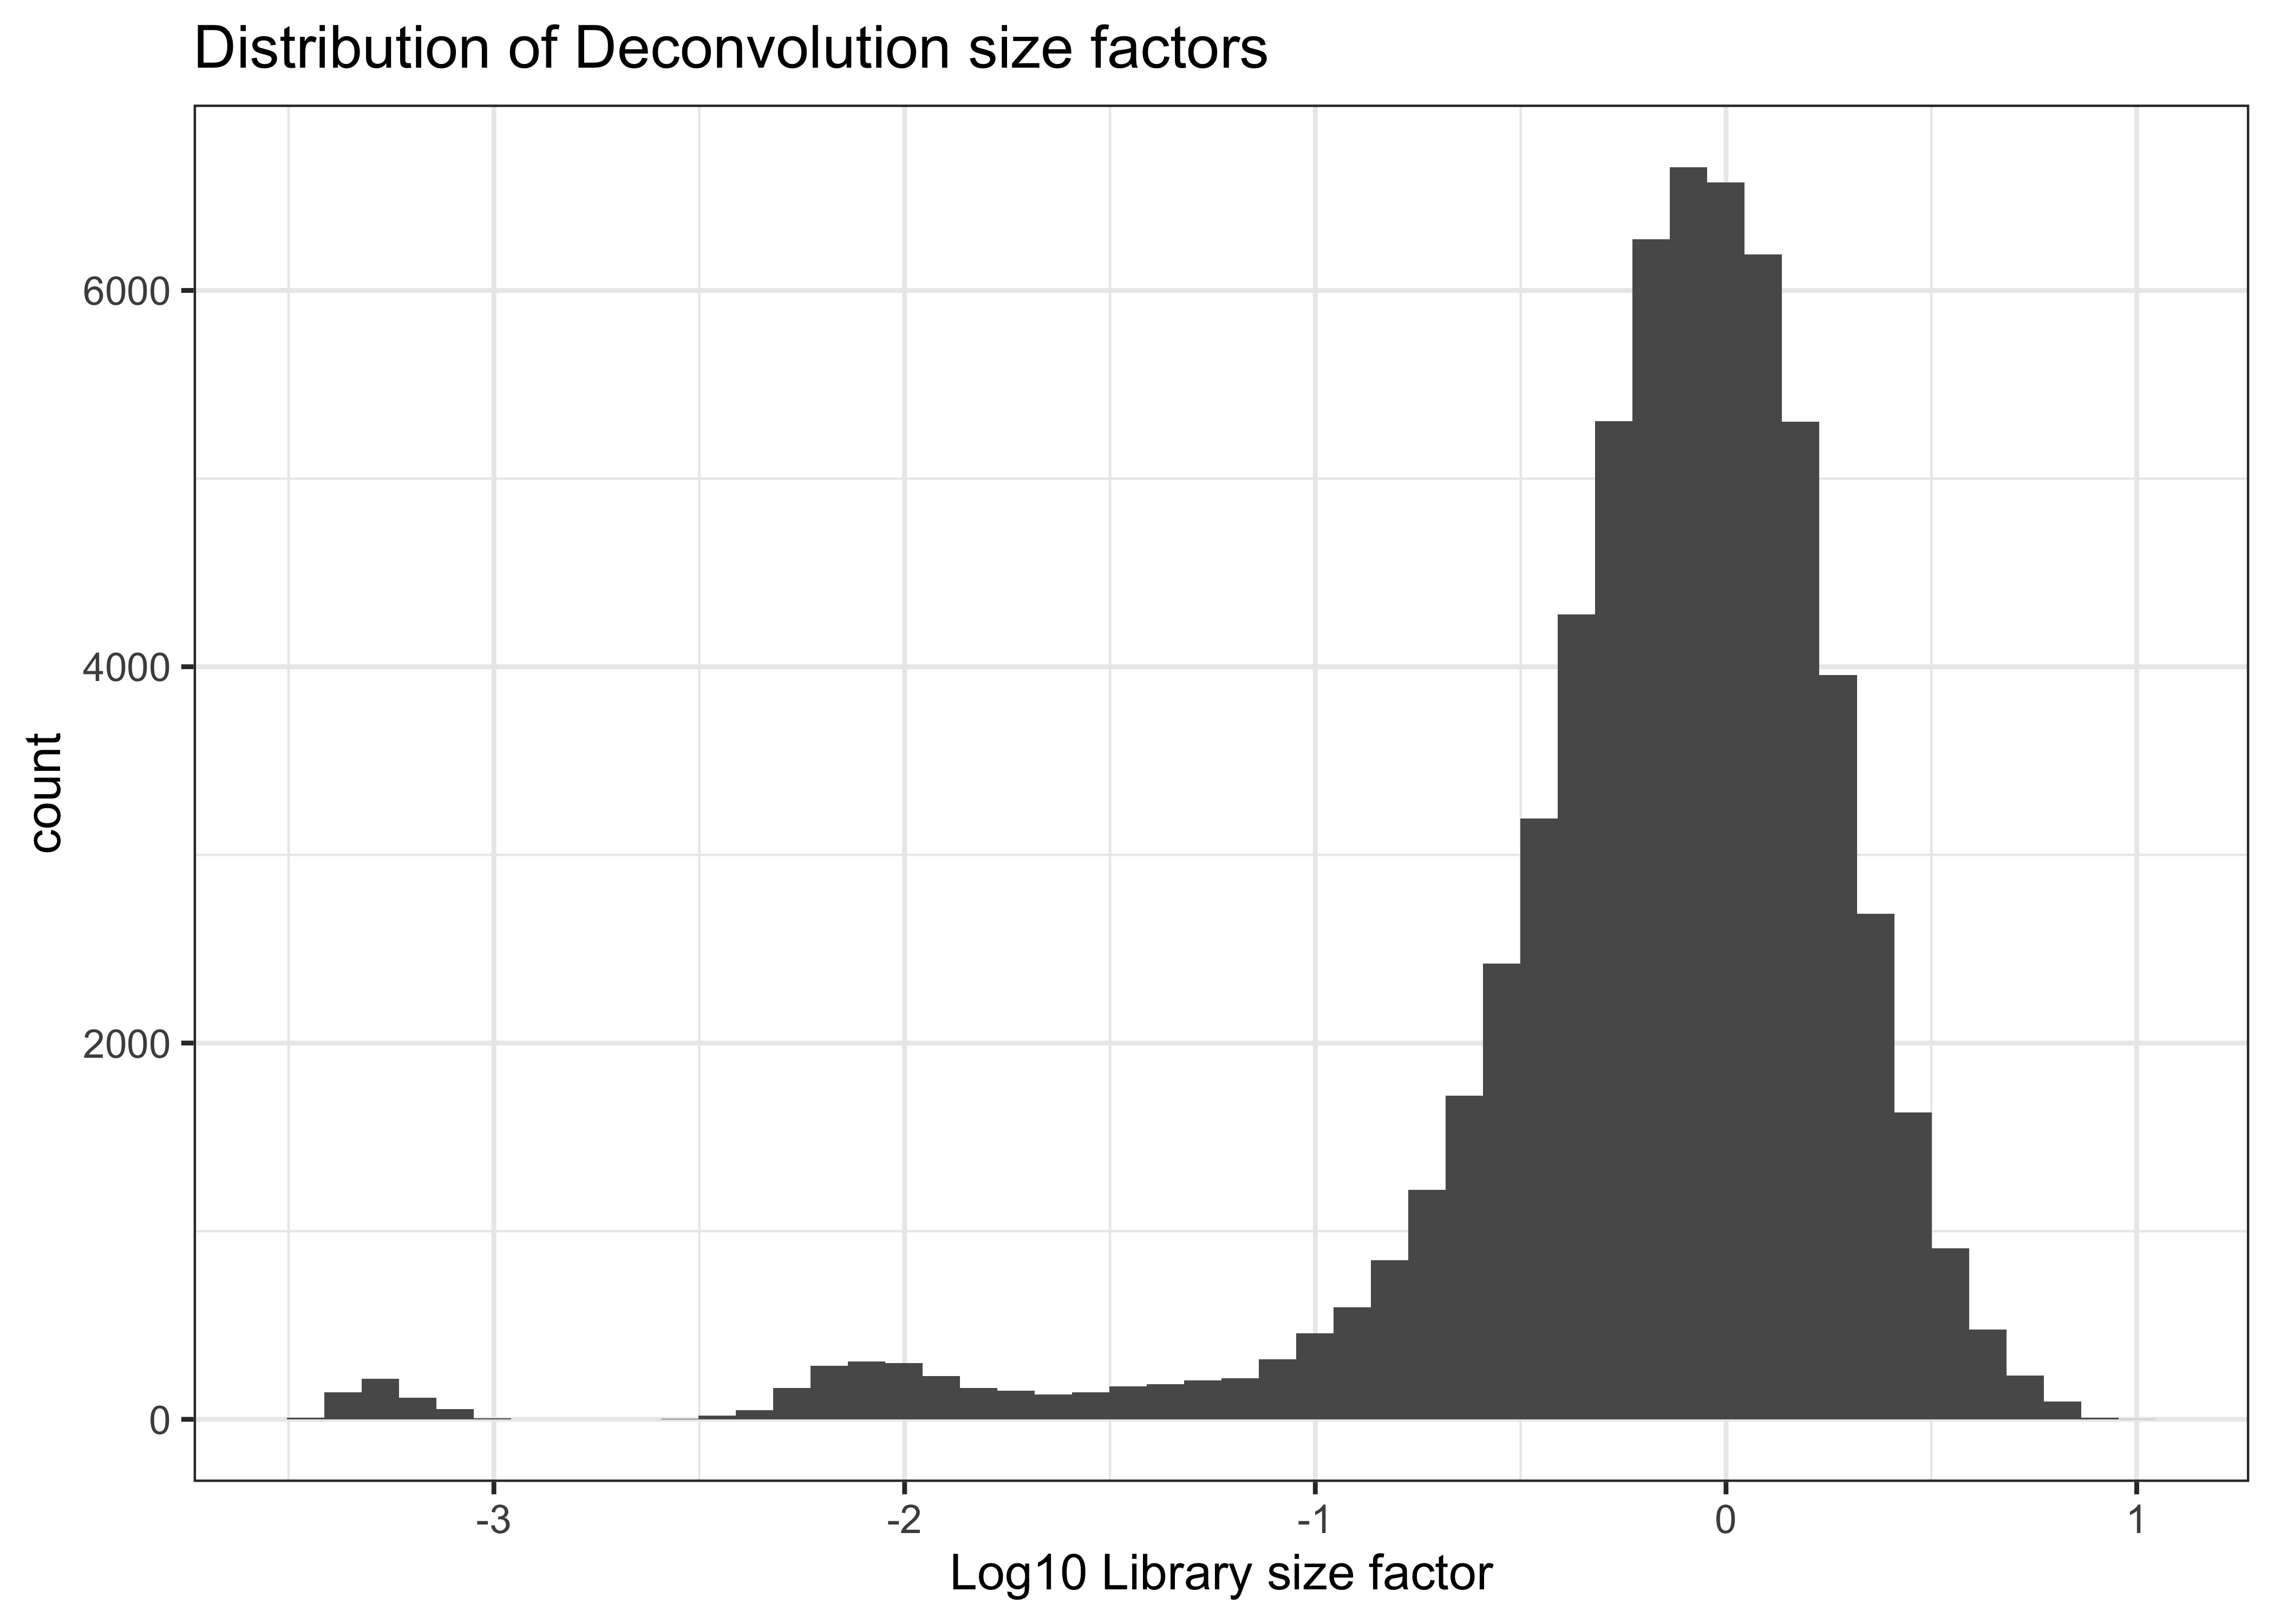 Distribution of Deconvolution size factors
count
6000
4000
2000
0
-3 -2 -1 0 1
Log10 Library size factor